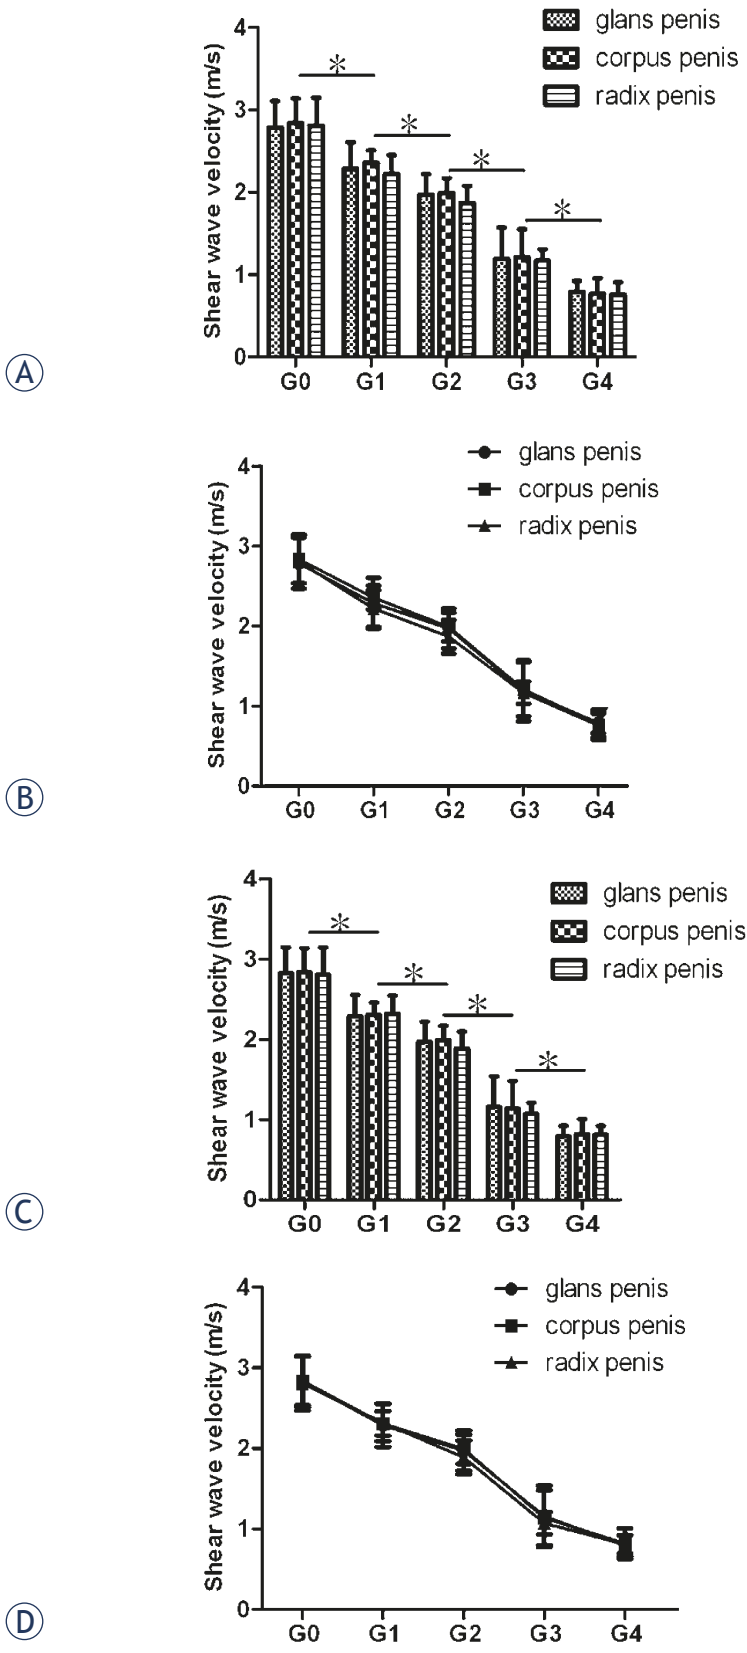 glans penis
corpus penis
radix penis
Shear wave velocity (m/s)
4
3
2
1
0
*
*
*
*
G0 G1 G2 G3 G4
A
glans penis
corpus penis
radix penis
Shear wave velocity (m/s)
4
3
2
1
0
G0 G1 G2 G3 G4
B
glans penis
corpus penis
radix penis
Shear wave velocity (m/s)
4
3
2
1
0
*
*
*
*
G0 G1 G2 G3 G4
C
glans penis
corpus penis
radix penis
Shear wave velocity (m/s)
4
3
2
1
0
G0 G1 G2 G3 G4
D